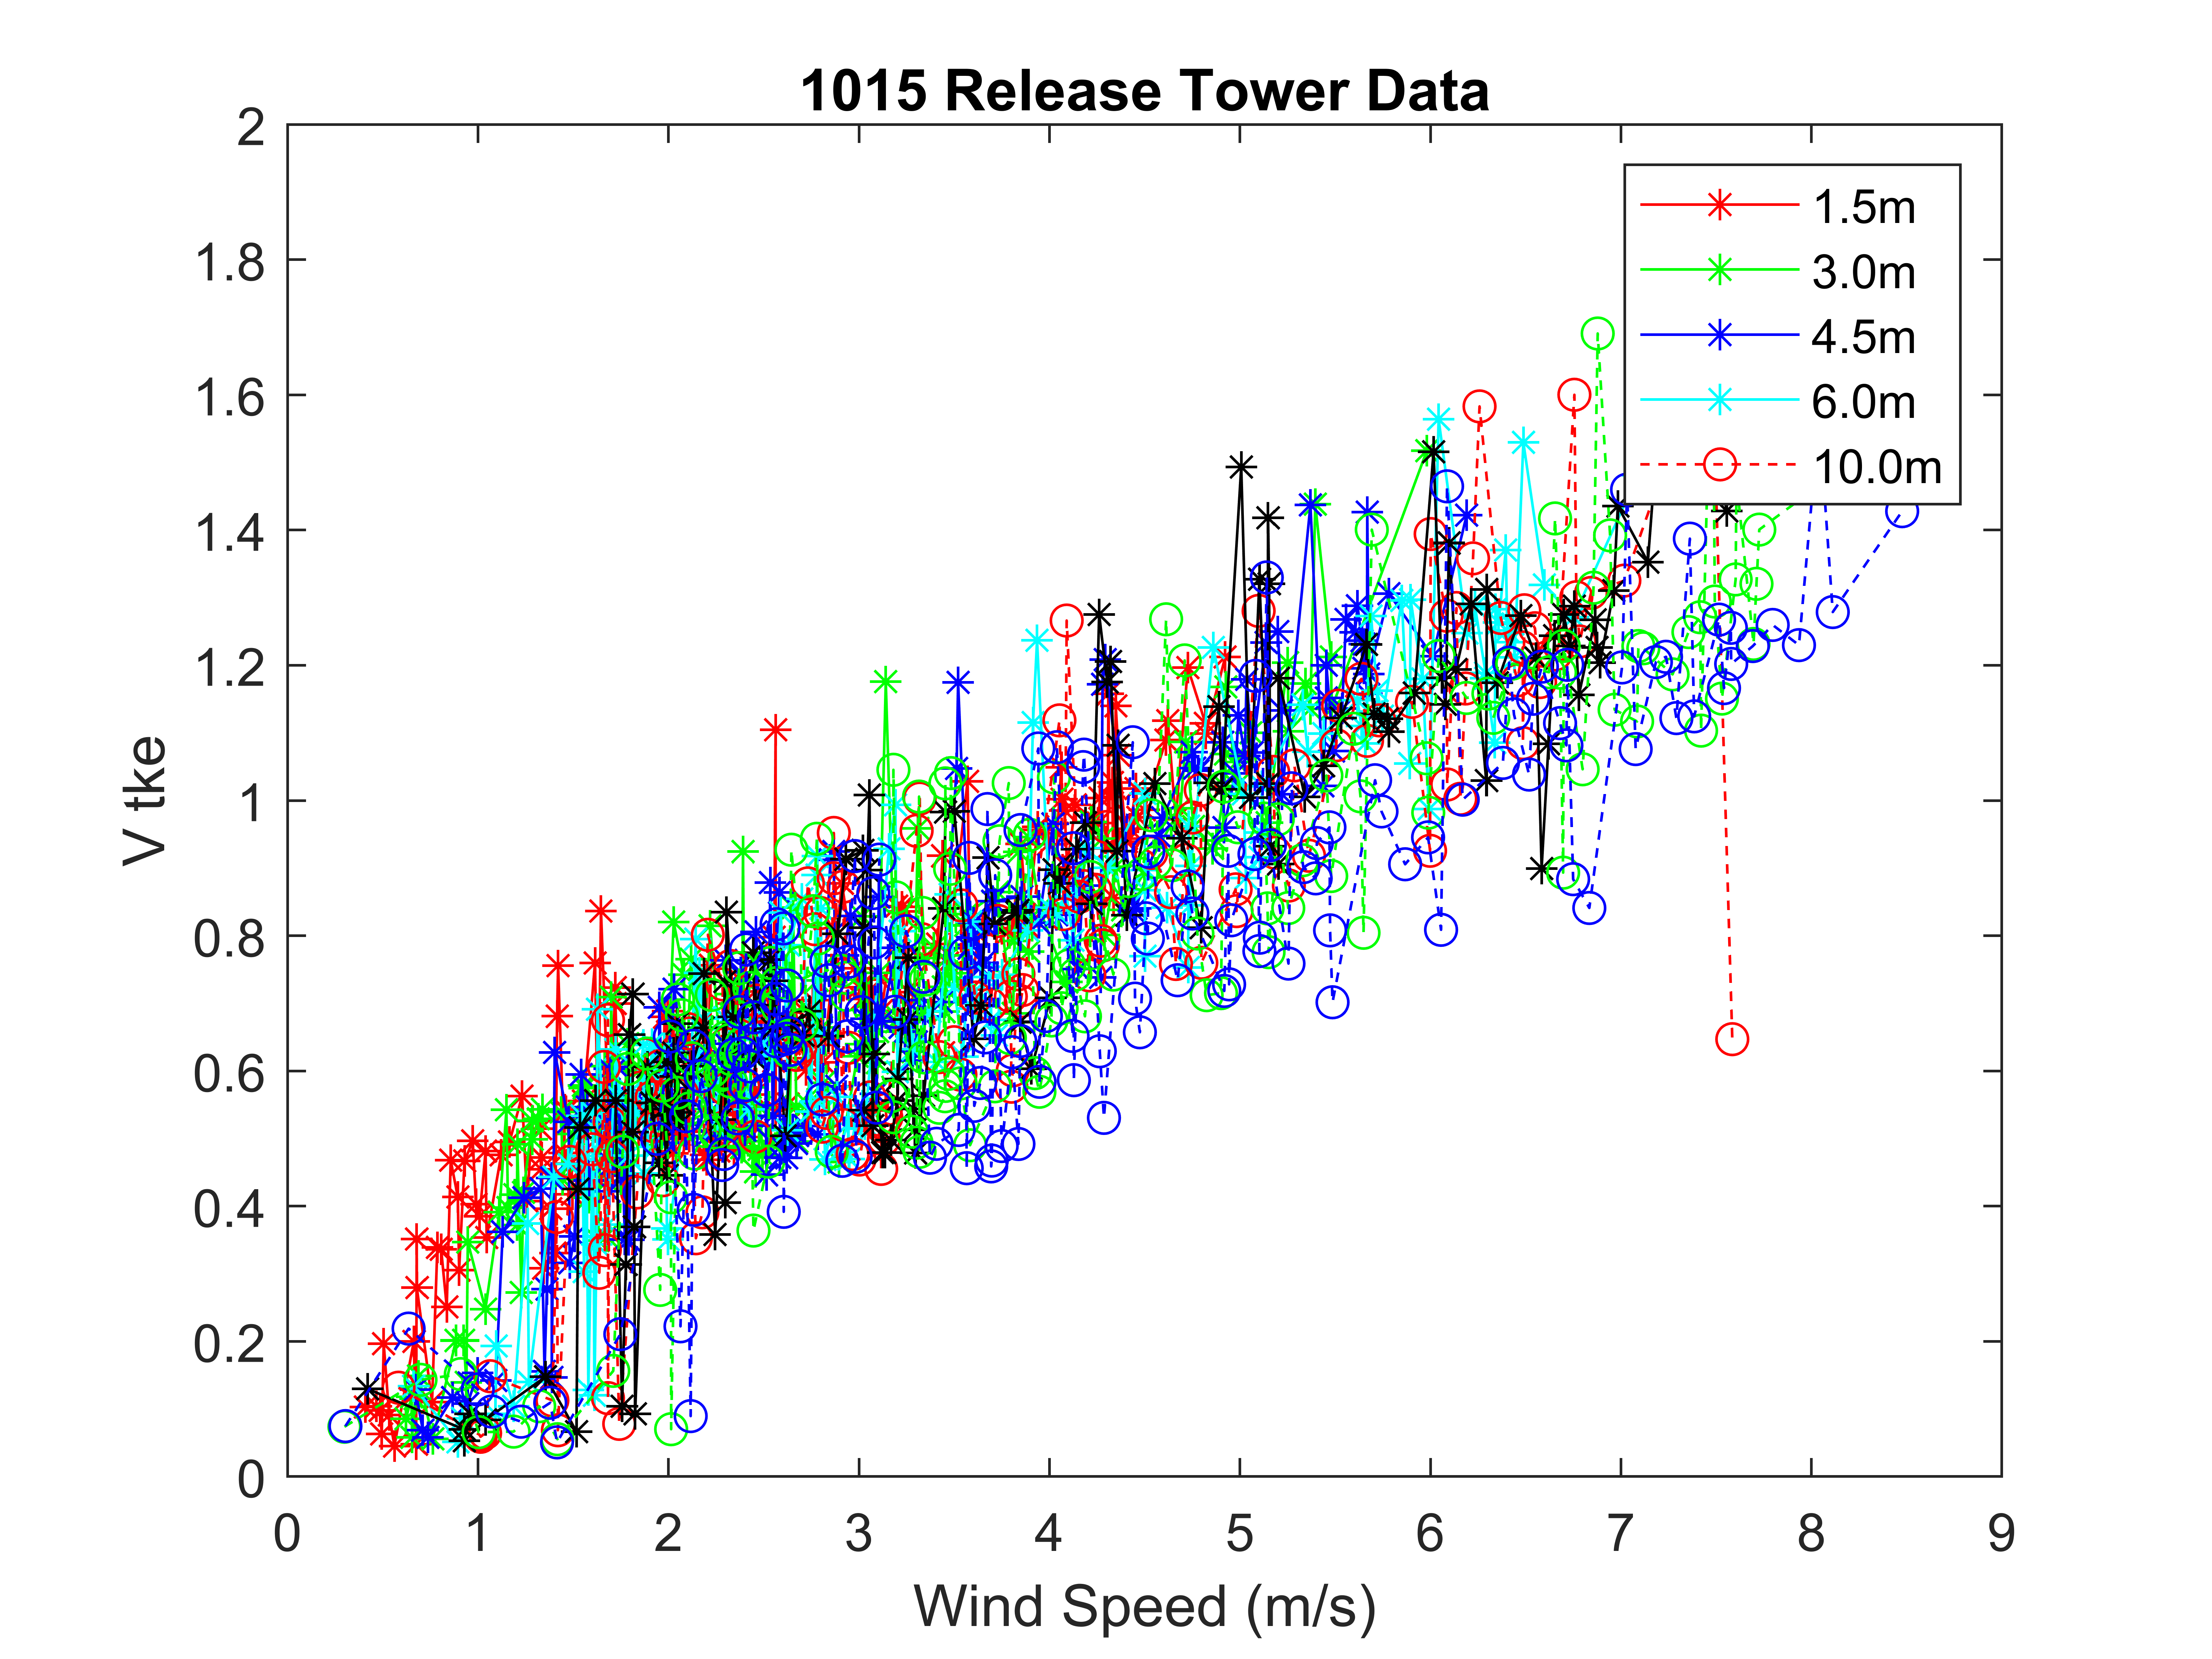 1015 Release Tower Data
2
1.8
1.6
1.4
1.2
1
0.8
0.6
0.4
0.2
0
V tke
1.5m
3.0m
4.5m
6.0m
10.0m
0 1 2 3 4 5 6 7 8 9
Wind Speed (m/s)